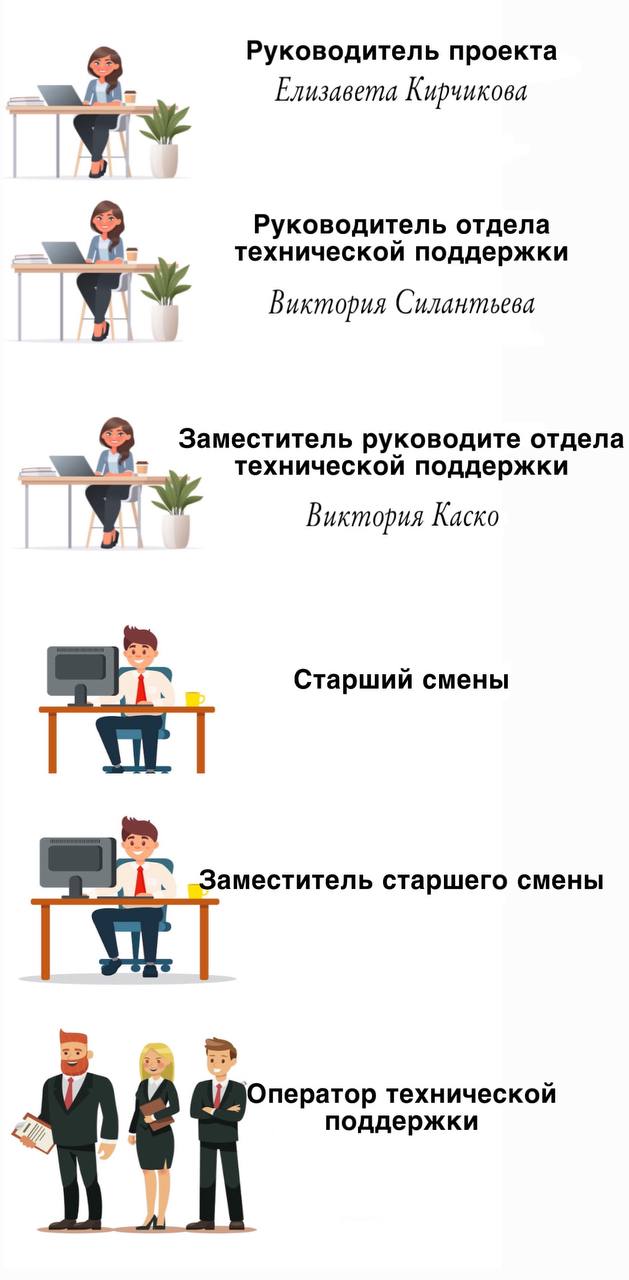 Руководитель проекта
Елизавета Кирчикова
Руководитель отдела
технической поддержки
Виктория Силантьева
Заместитель руководите отдела
технической поддержки
Виктория Каско
Старший смены
Заместитель старшего смены
Оператор технической
поддержки